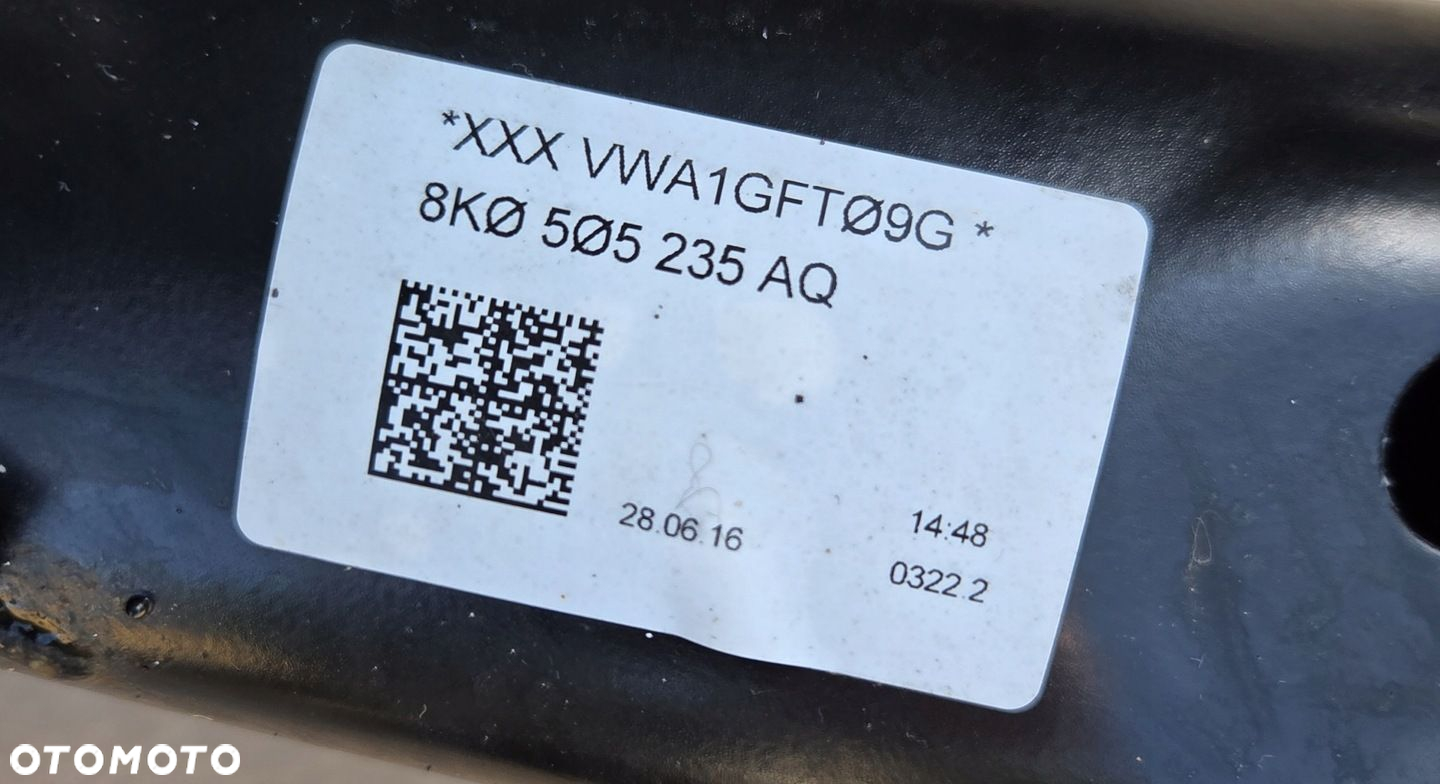 *XXX VWA1GFTØ9G *
8KØ 5Ø5 235 AQ
28.06.16 14:48
0322.2
OTOMOTO